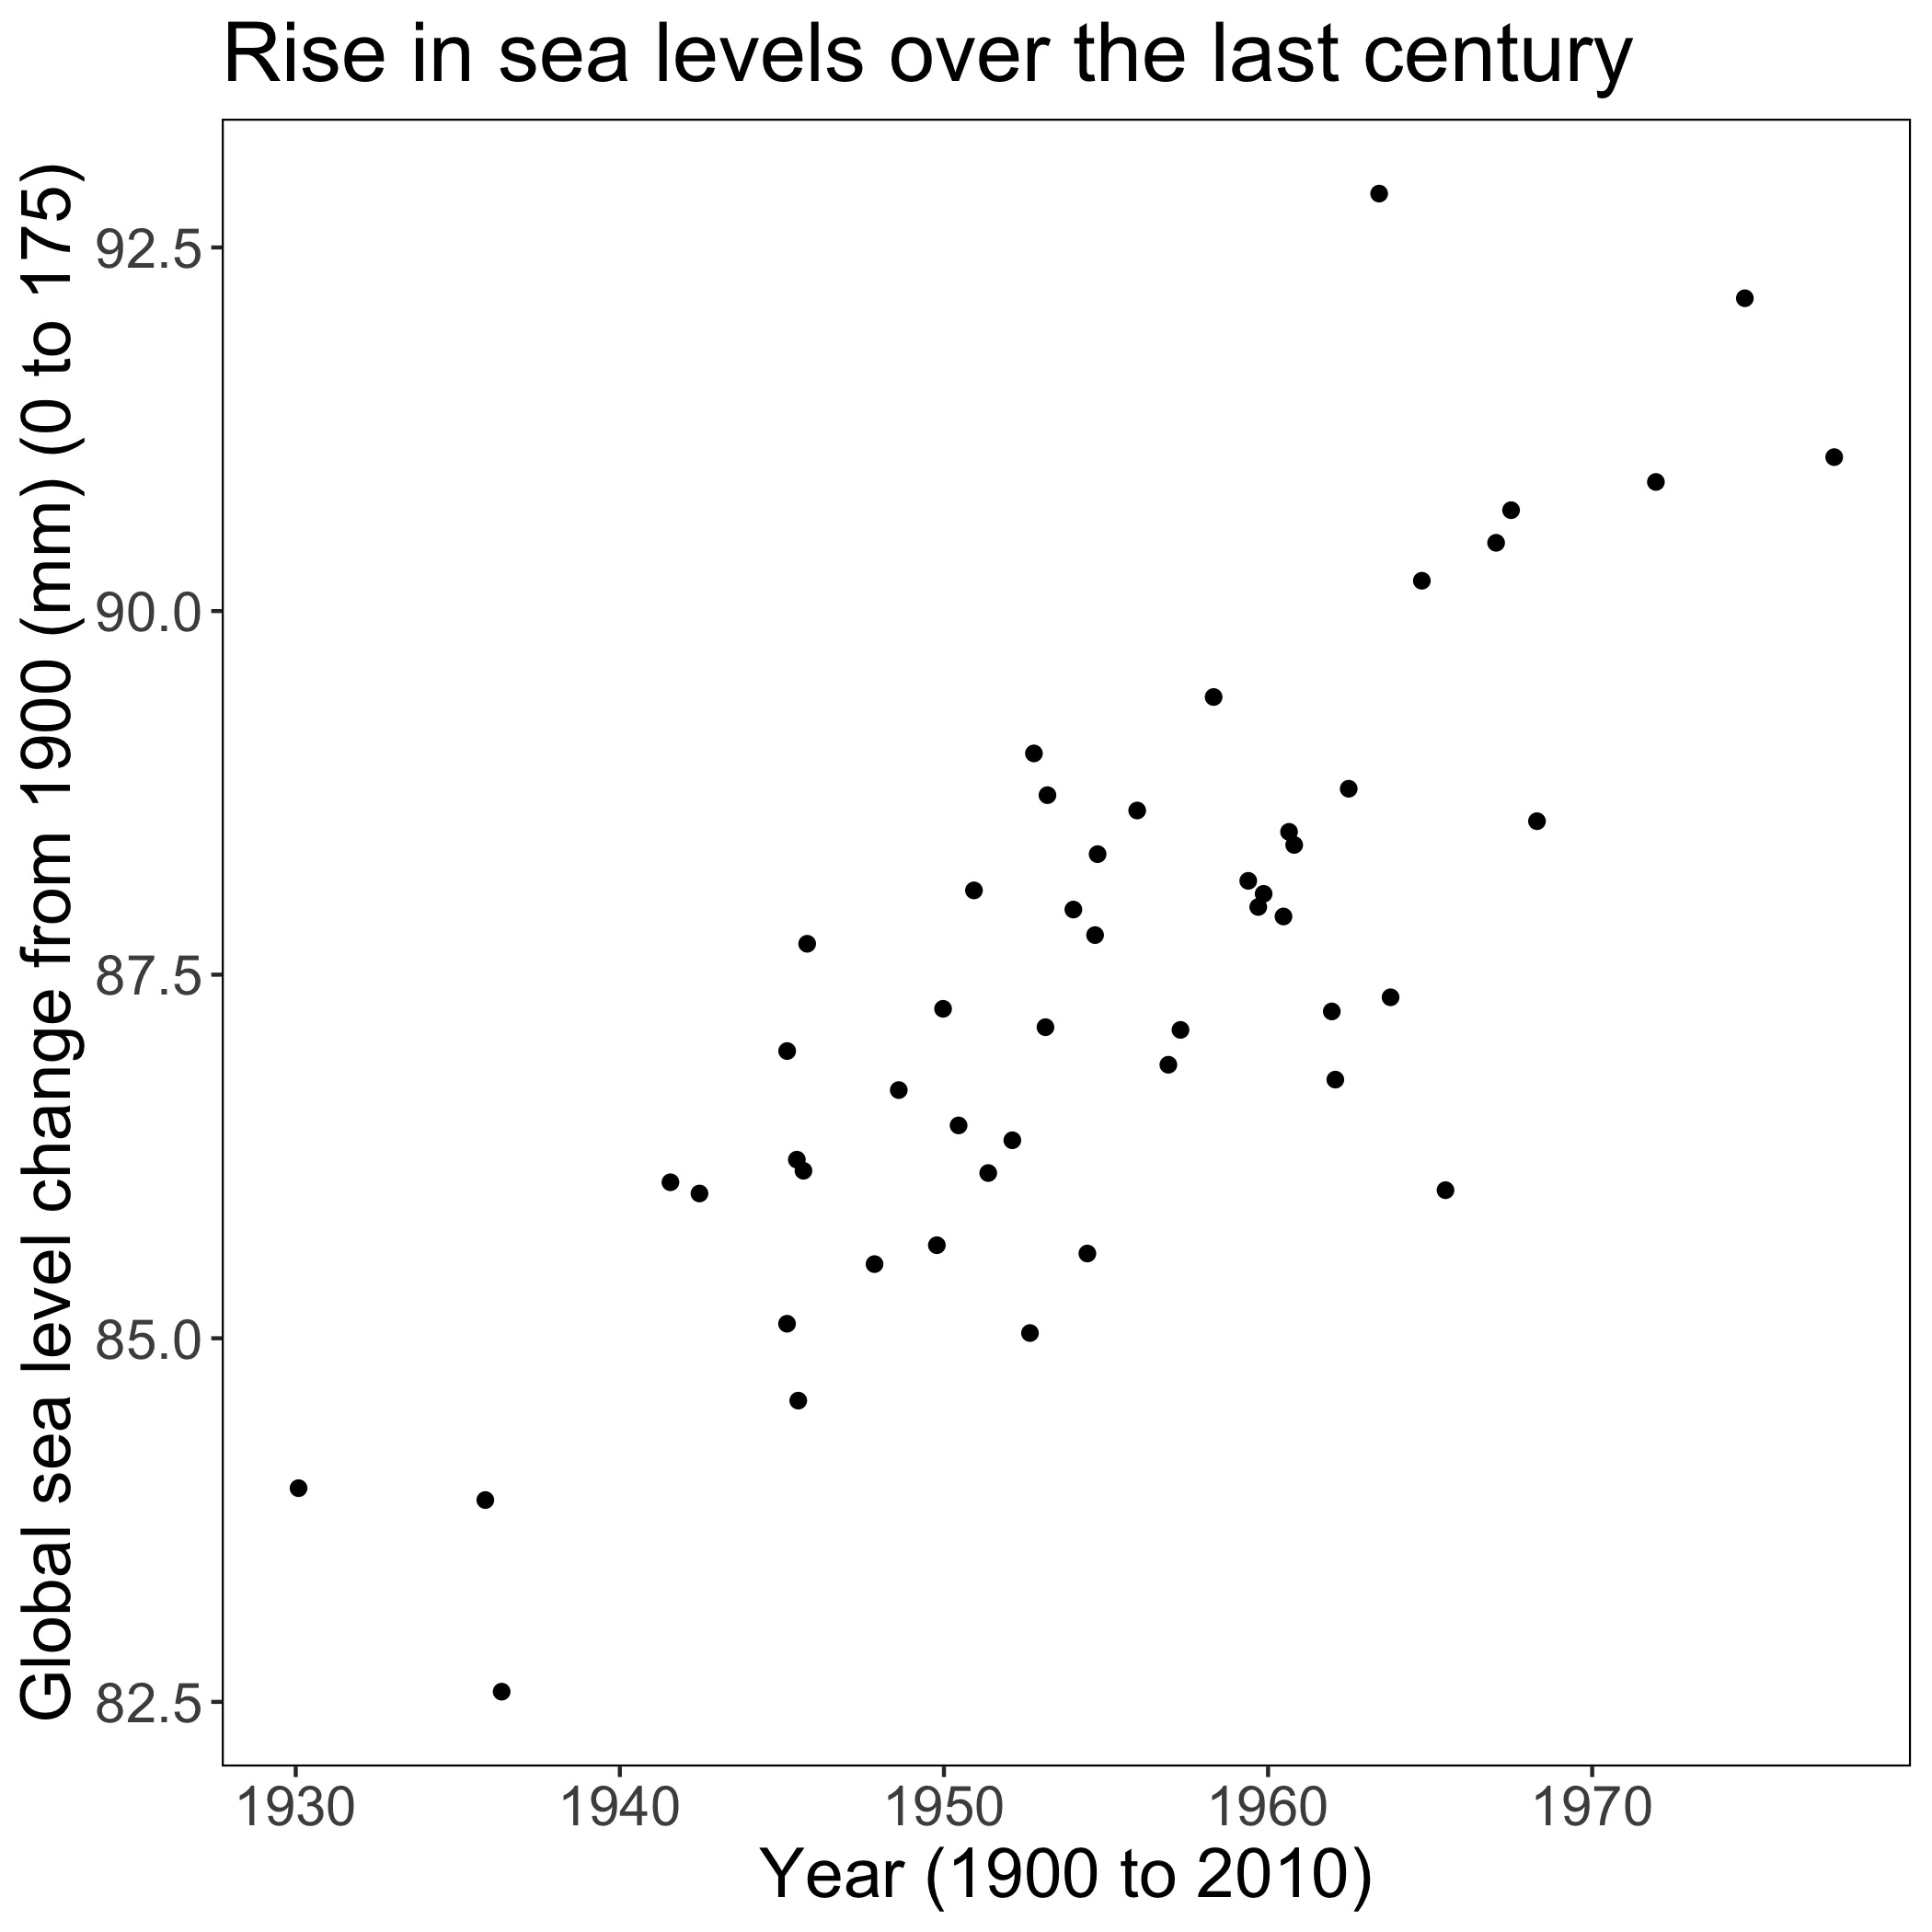 Rise in sea levels over the last century
Global sea level change from 1900 (mm) (0 to 175)
92.5
90.0
87.5
85.0
82.5
1930 1940 1950 1960 1970
Year (1900 to 2010)